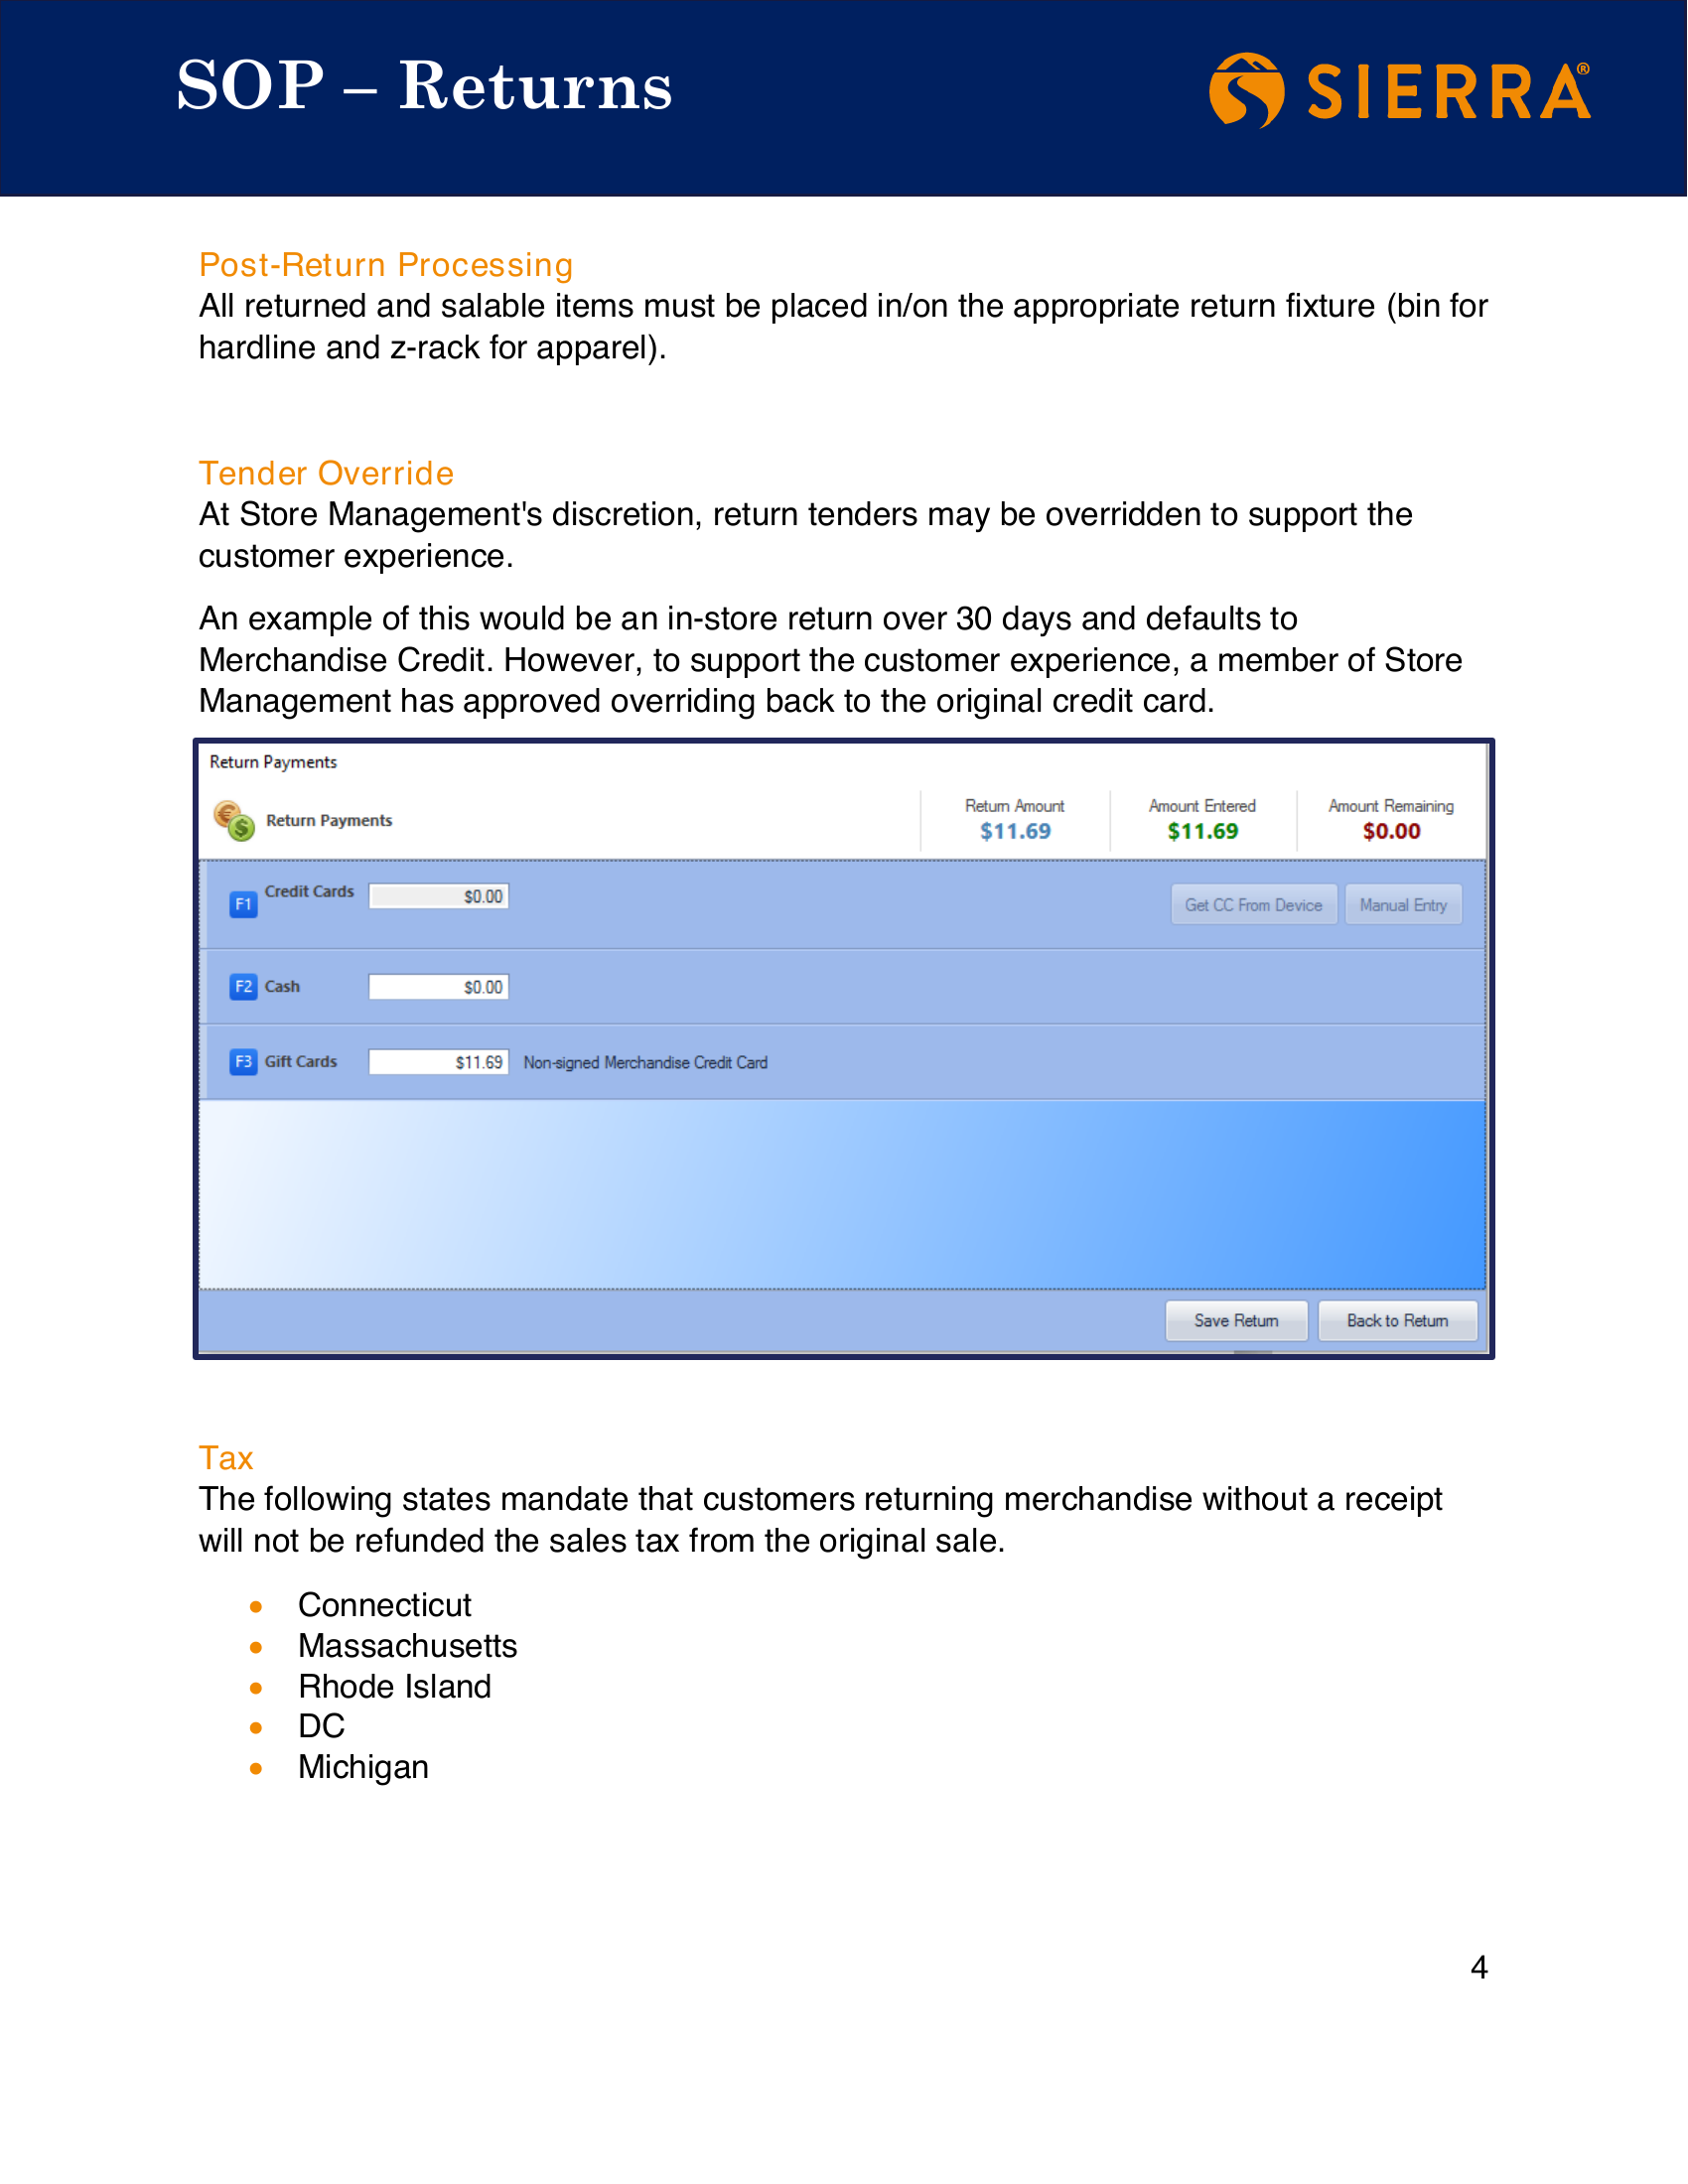 SOP – Returns
SIERRA®
Post-Return Processing
All returned and salable items must be placed in/on the appropriate return fixture (bin for
hardline and z-rack for apparel).
Tender Override
At Store Management's discretion, return tenders may be overridden to support the
customer experience.
An example of this would be an in-store return over 30 days and defaults to
Merchandise Credit. However, to support the customer experience, a member of Store
Management has approved overriding back to the original credit card.
Return Payments
Return Payments
Return Amount
$11.69
Amount Entered
$11.69
Amount Remaining
$0.00
F1 Credit Cards $0.00 Get CC From Device Manual Entry
F2 Cash $0.00
F3 Gift Cards $11.69 Non-signed Merchandise Credit Card
Save Return Back to Return
Tax
The following states mandate that customers returning merchandise without a receipt
will not be refunded the sales tax from the original sale.
• Connecticut
• Massachusetts
• Rhode Island
• DC
• Michigan
4